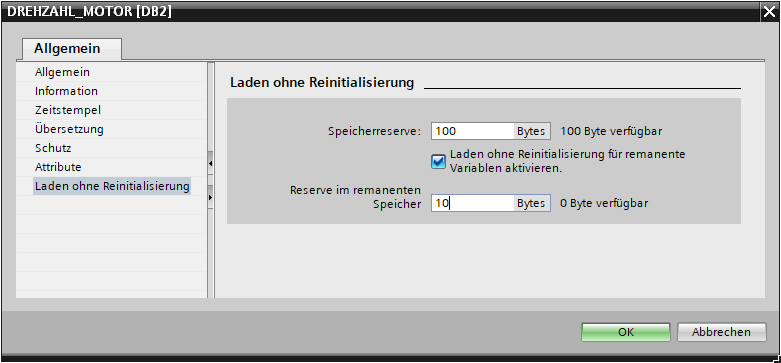 DREHZAHL_MOTOR [DB2]
Allgemein
Allgemein
Information
Zeitstempel
Übersetzung
Schutz
Attribute
Laden ohne Reinitialisierung
Laden ohne Reinitialisierung
Speicherreserve: 100 Bytes 100 Byte verfügbar
Laden ohne Reinitialisierung für remanente
Variablen aktivieren.
Reserve im remanenten
Speicher 10 Bytes 0 Byte verfügbar
OK Abbrechen